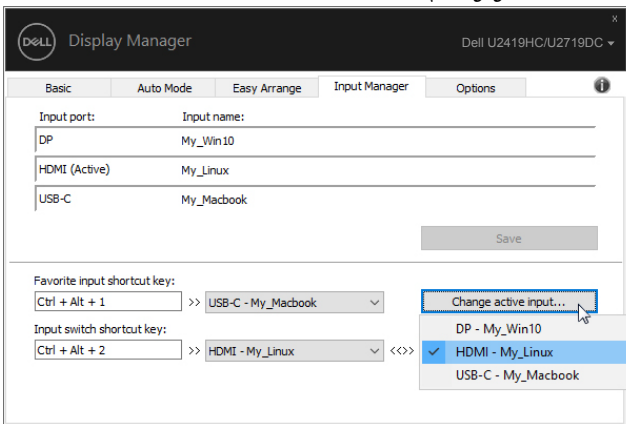 x
DELL Display Manager Dell U2419HC/U2719DC
Basic Auto Mode Easy Arrange Input Manager Options i
Input port: Input name:
DP My_Win10
HDMI (Active) My_Linux
USB-C My_Macbook
Save
Favorite input shortcut key:
Ctrl + Alt + 1 >> USB-C - My_Macbook Change active input...
DP - My_Win10
Input switch shortcut key:
Ctrl + Alt + 2 >> HDMI - My_Linux <<>> HDMI - My_Linux
USB-C - My_Macbook